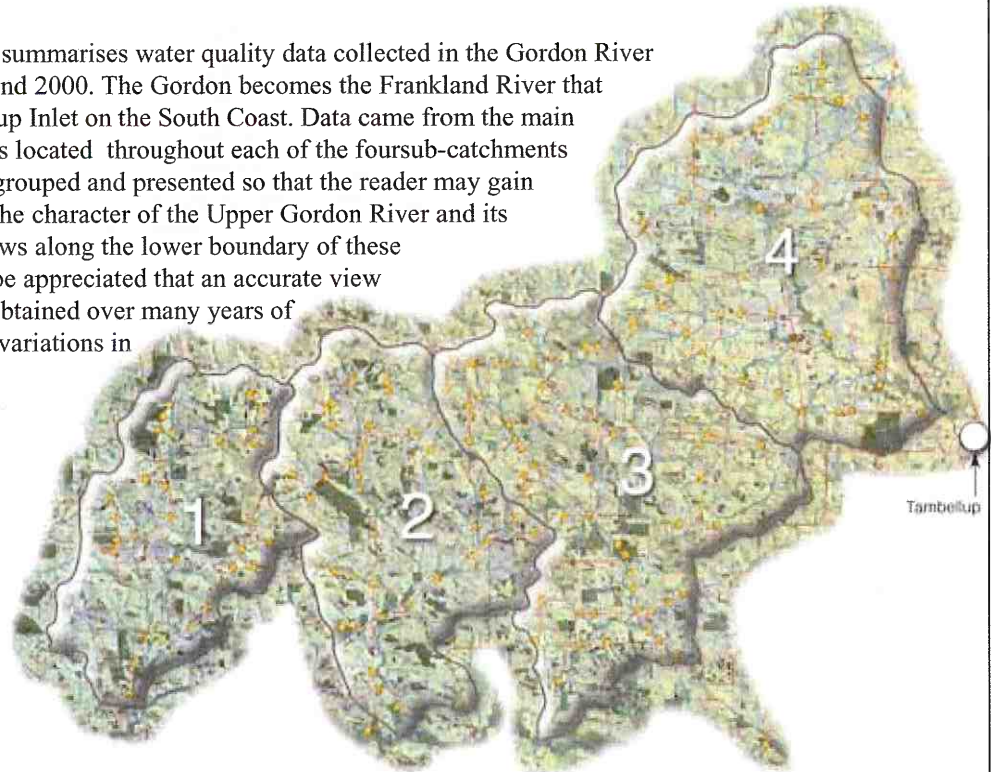 summarises water quality data collected in the Gordon River
nd 2000. The Gordon becomes the Frankland River that
up Inlet on the South Coast. Data came from the main
s located throughout each of the foursub-catchments
grouped and presented so that the reader may gain
he character of the Upper Gordon River and its
ws along the lower boundary of these
be appreciated that an accurate view
btained over many years of
variations in
4
3
2
1
Tambellup